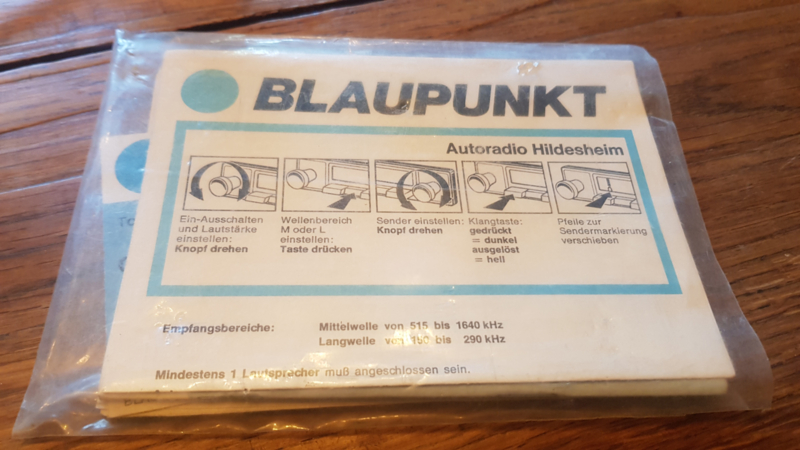 BLAUPUNKT
Autoradio Hildesheim
Ein-Ausschalten
und Lautstärke
einstellen:
Knopf drehen
Wellenbereich
M oder L
einstellen:
Taste drücken
Sender einstellen:
Knopf drehen
Klangtaste:
gedrückt
= dunkel
ausgelöst
= hell
Pfeile zur
Sendermarkierung
verschieben
Empfangsbereiche:
Mittelwelle von 515 bis 1640 kHz
Langwelle von bis 290 kHz
Mindestens 1 Lautsprecher muß angeschlossen sein.